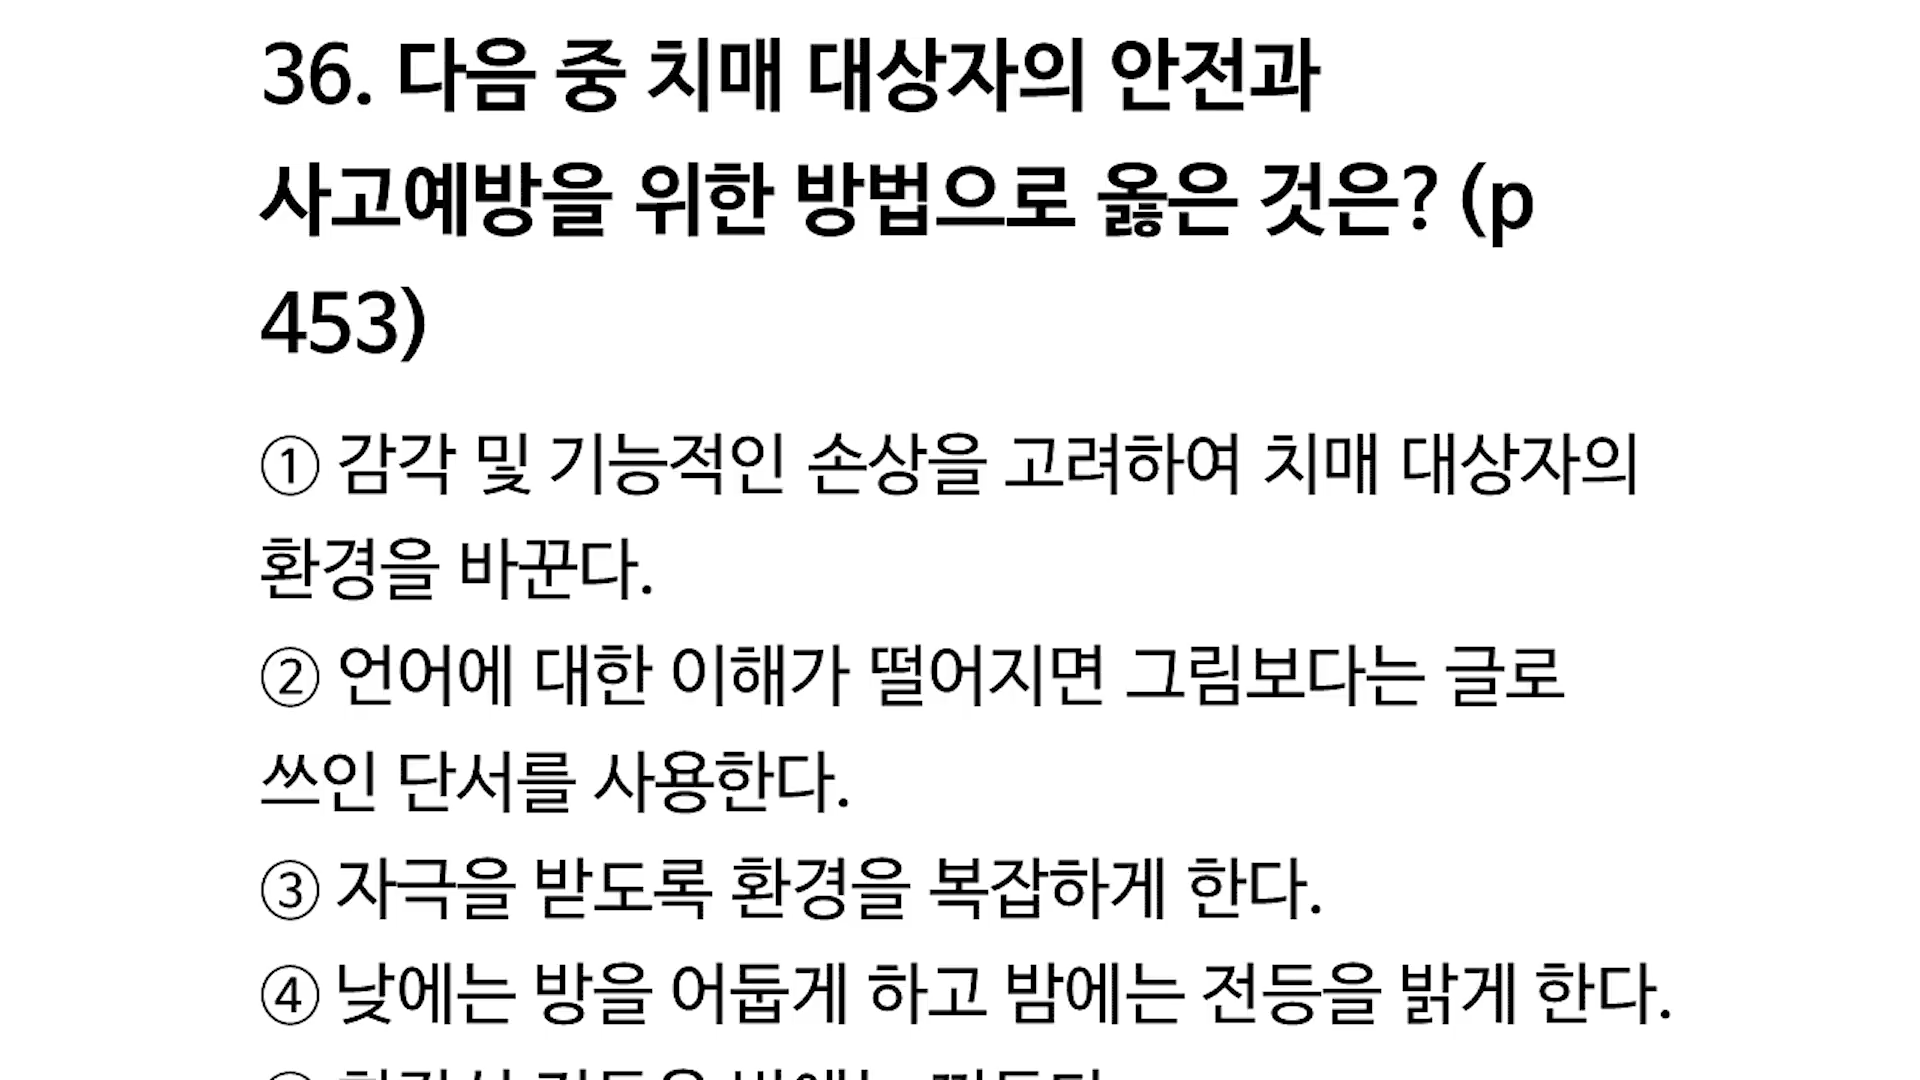 36. 다음 중 치매 대상자의 안전과
사고예방을 위한 방법으로 옳은 것은? (p
453)
① 감각 및 기능적인 손상을 고려하여 치매 대상자의
환경을 바꾼다.
② 언어에 대한 이해가 떨어지면 그림보다는 글로
쓰인 단서를 사용한다.
③ 자극을 받도록 환경을 복잡하게 한다.
④ 낮에는 방을 어둡게 하고 밤에는 전등을 밝게 한다.